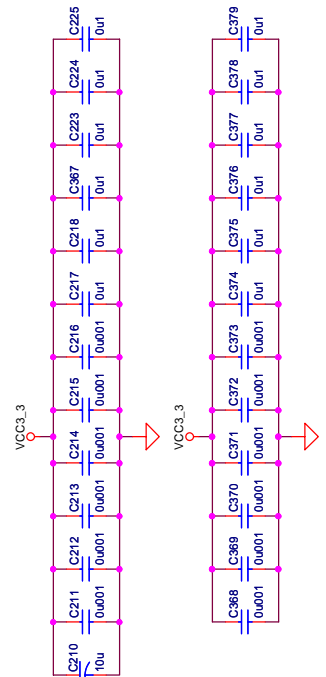 C225
0u1
C224
0u1
C223
0u1
C367
0u1
C218
0u1
C217
0u1
C216
0u001
C215
0u001
VCC3_3
C214
0u001
C213
0u001
C212
0u001
C211
0u001
C210
10u
C379
0u1
C378
0u1
C377
0u1
C376
0u1
C375
0u1
C374
0u1
C373
0u001
C372
0u001
VCC3_3
C371
0u001
C370
0u001
C369
0u001
C368
0u001